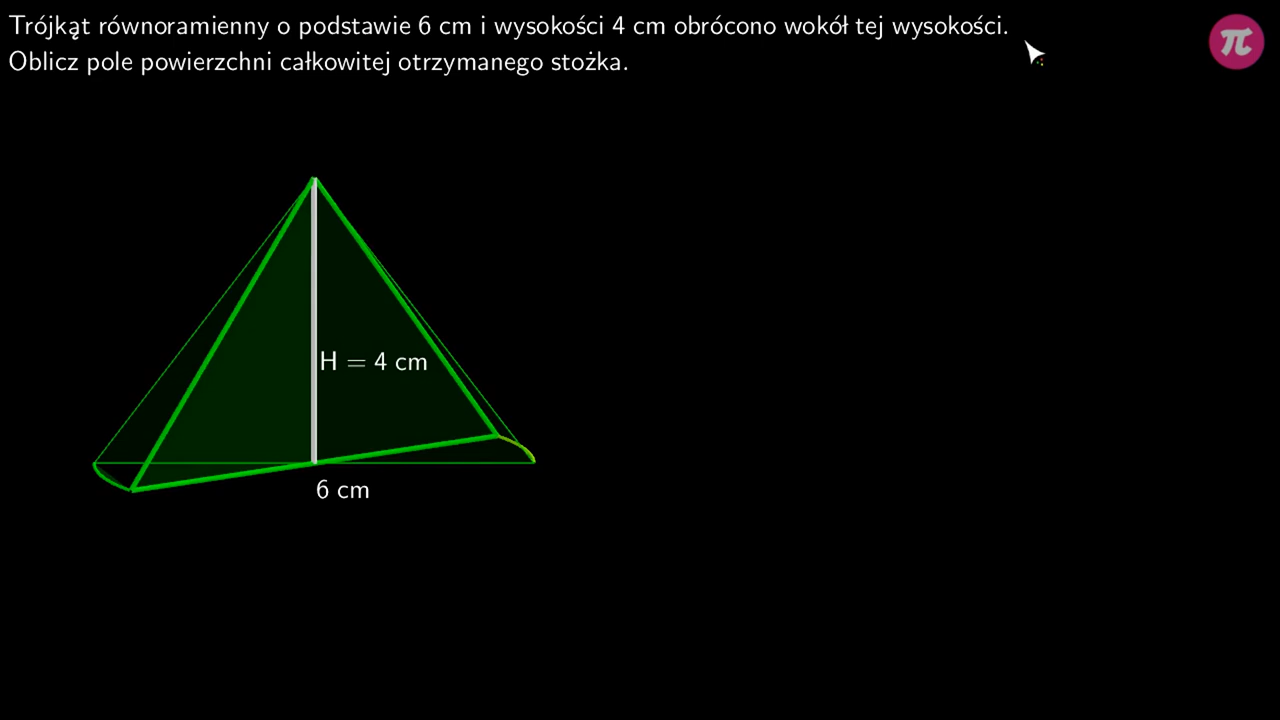 Trójkąt równoramienny o podstawie 6 cm i wysokości 4 cm obrócono wokół tej wysokości.
Oblicz pole powierzchni całkowitej otrzymanego stożka.
π
H = 4 cm
6 cm